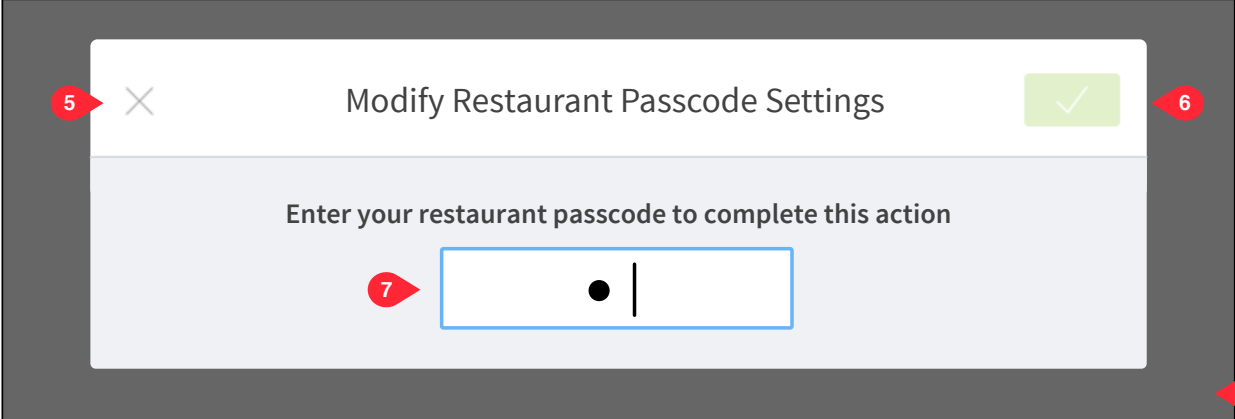 5
Modify Restaurant Passcode Settings
6
Enter your restaurant passcode to complete this action
7